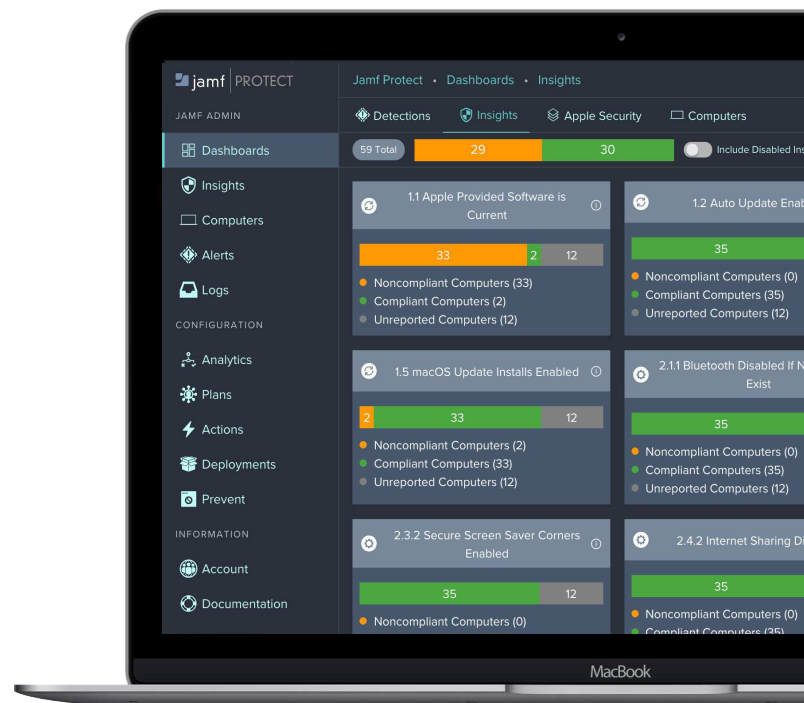 jamf PROTECT
Jamf Protect • Dashboards • Insights
JAMF ADMIN
Detections Insights Apple Security Computers
Dashboards
Insights
Computers
Alerts
Logs
CONFIGURATION
Analytics
Plans
Actions
Deployments
Prevent
INFORMATION
Account
Documentation
59 Total 29 30 Include Disabled Ins
1.1 Apple Provided Software is
Current
33 2 12
Noncompliant Computers (33)
Compliant Computers (2)
Unreported Computers (12)
1.2 Auto Update Enab
35
Noncompliant Computers (0)
Compliant Computers (35)
Unreported Computers (12)
1.5 macOS Update Installs Enabled
2 33 12
Noncompliant Computers (2)
Compliant Computers (33)
Unreported Computers (12)
2.1.1 Bluetooth Disabled If N
Exist
35
Noncompliant Computers (0)
Compliant Computers (35)
Unreported Computers (12)
2.3.2 Secure Screen Saver Corners
Enabled
35 12
Noncompliant Computers (0)
2.4.2 Internet Sharing Di
35
Noncompliant Computers (0)
Compliant Computers (35)
MacBook